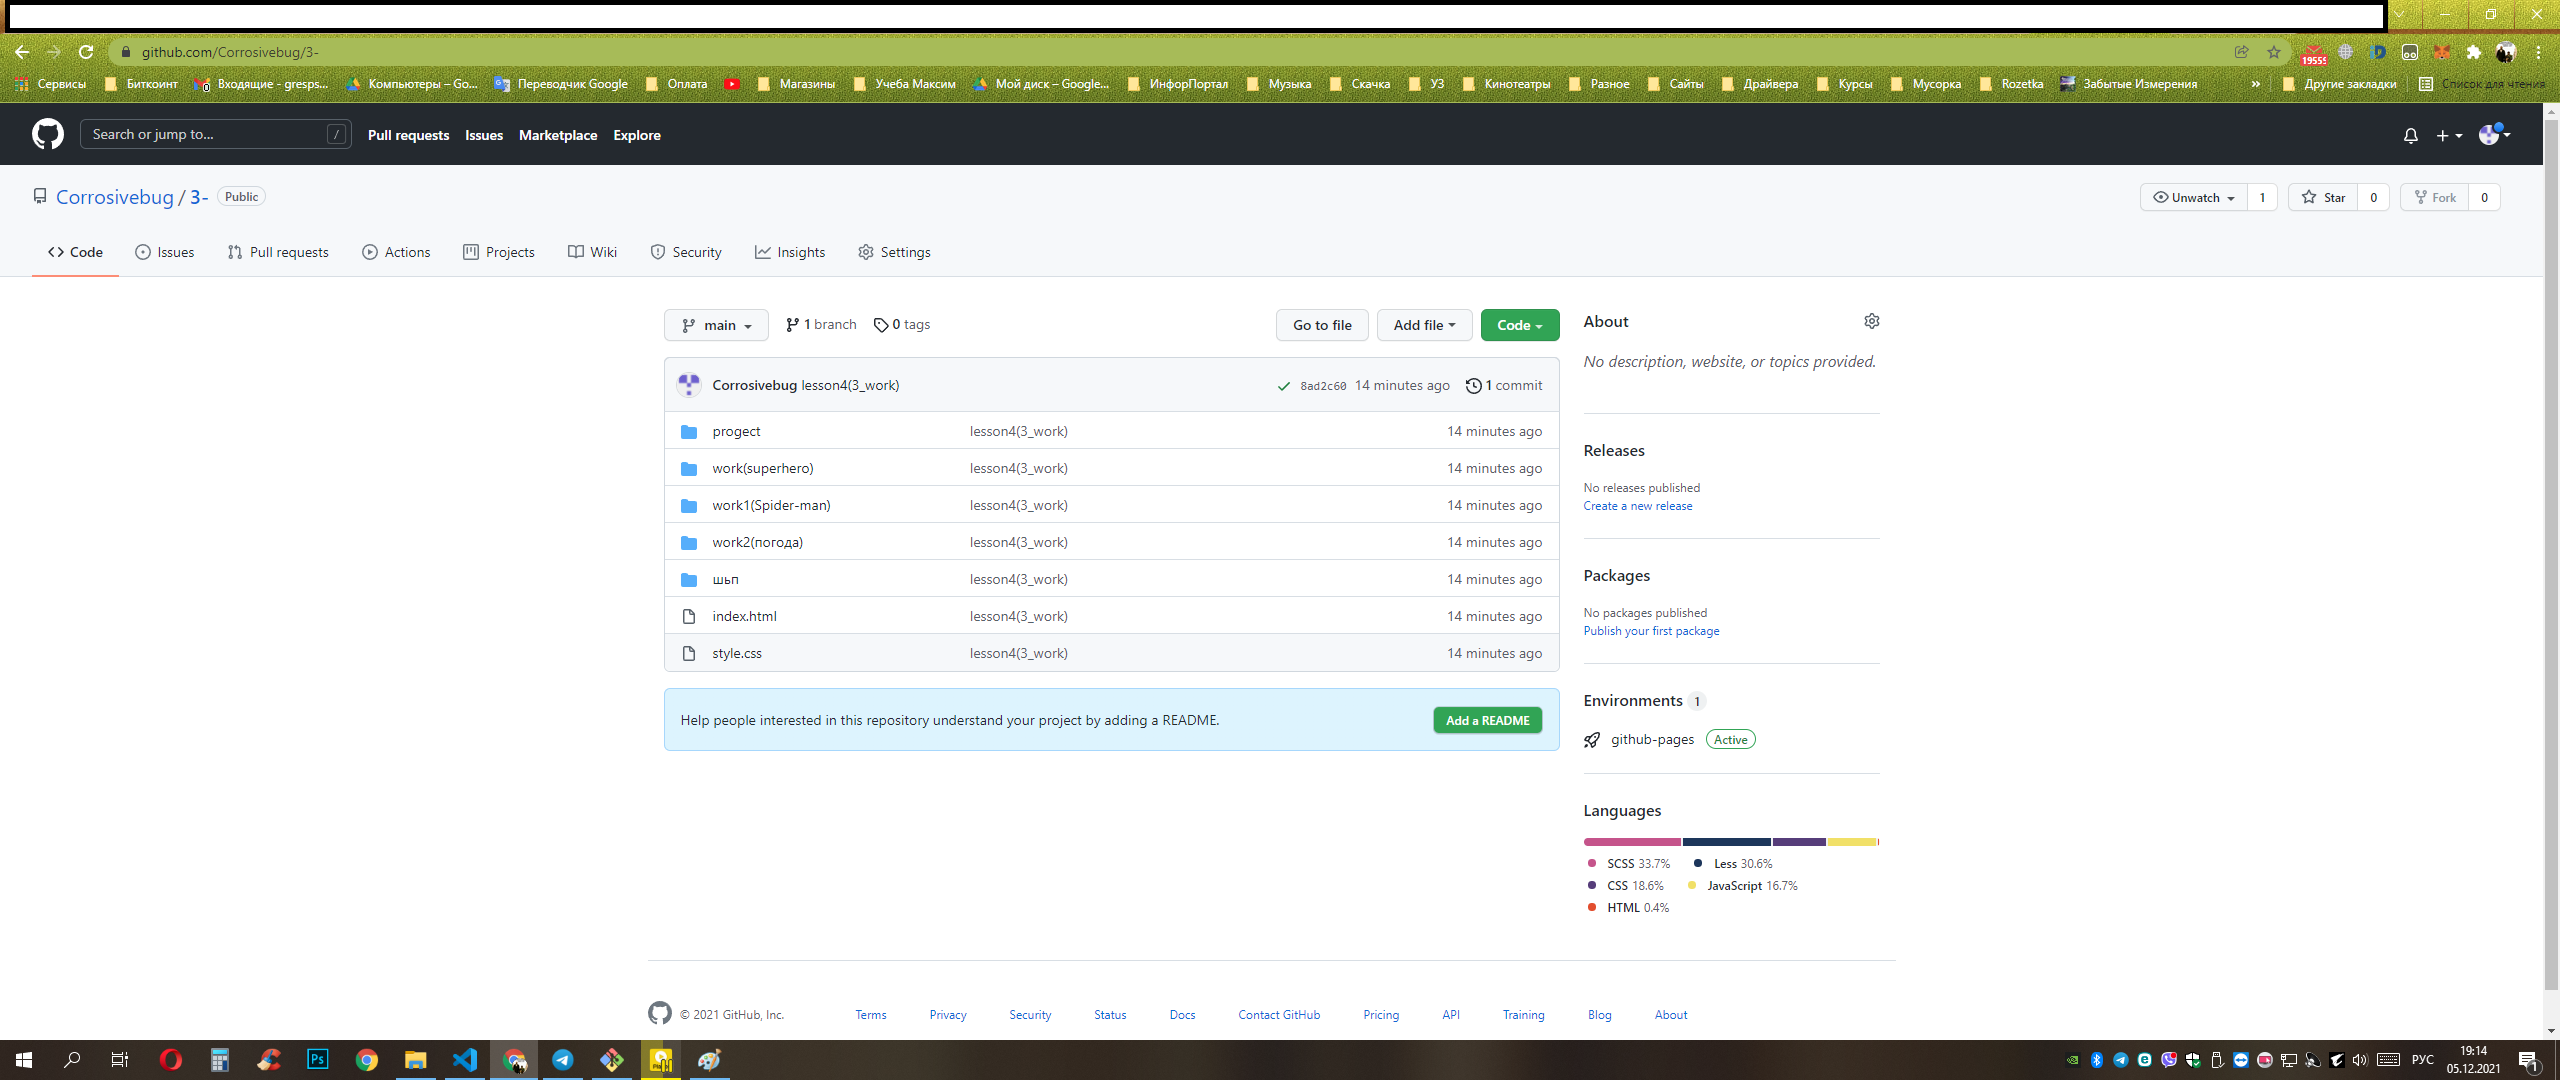 github.com/Corrosivebug/3-
19555
Сервисы Биткоинт Входящие - gresps... Компьютеры – Go... Переводчик Google Оплата Магазины Учеба Максим Мой диск – Google... ИнфорПортал Музыка Скачка УЗ Кинотеатры Разное Сайты Драйвера Курсы Мусорка Rozetka Забытые Измерения » Другие закладки Список для чтения
Search or jump to... / Pull requests Issues Marketplace Explore
Corrosivebug / 3- Public Unwatch 1 Star 0 Fork 0
Code Issues Pull requests Actions Projects Wiki Security Insights Settings
main 1 branch 0 tags Go to file Add file Code
Corrosivebug lesson4(3_work) 8ad2c60 14 minutes ago 1 commit
progect lesson4(3_work) 14 minutes ago
work(superhero) lesson4(3_work) 14 minutes ago
work1(Spider-man) lesson4(3_work) 14 minutes ago
work2(погода) lesson4(3_work) 14 minutes ago
шьп lesson4(3_work) 14 minutes ago
index.html lesson4(3_work) 14 minutes ago
style.css lesson4(3_work) 14 minutes ago
Help people interested in this repository understand your project by adding a README. Add a README
About
No description, website, or topics provided.
Releases
No releases published
Create a new release
Packages
No packages published
Publish your first package
Environments 1
github-pages Active
Languages
SCSS 33.7% Less 30.6%
CSS 18.6% JavaScript 16.7%
HTML 0.4%
© 2021 GitHub, Inc. Terms Privacy Security Status Docs Contact GitHub Pricing API Training Blog About
Ps
РУС
19:14
05.12.2021
1